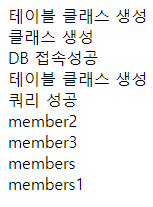 테이블 클래스 생성
클래스 생성
DB 접속성공
테이블 클래스 생성
쿼리 성공
member2
member3
members
members1